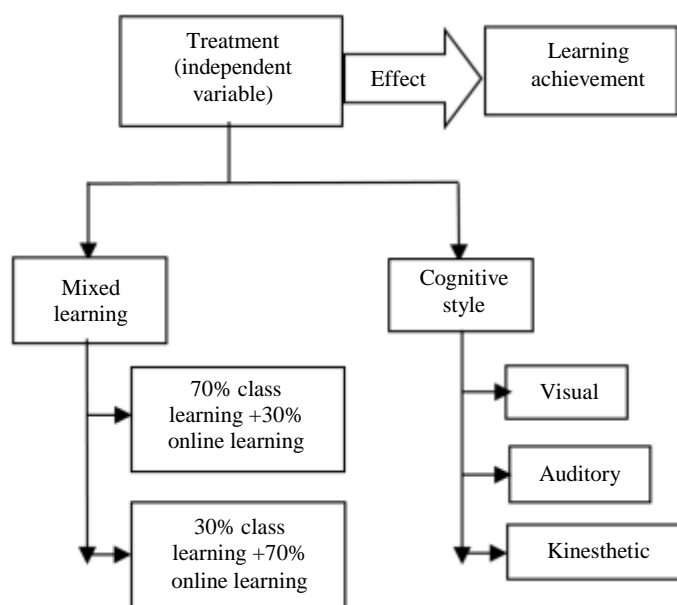 Treatment
(independent
variable)
Effect
Learning
achievement
Mixed
learning
Cognitive
style
70% class
learning +30%
online learning
30% class
learning +70%
online learning
Visual
Auditory
Kinesthetic